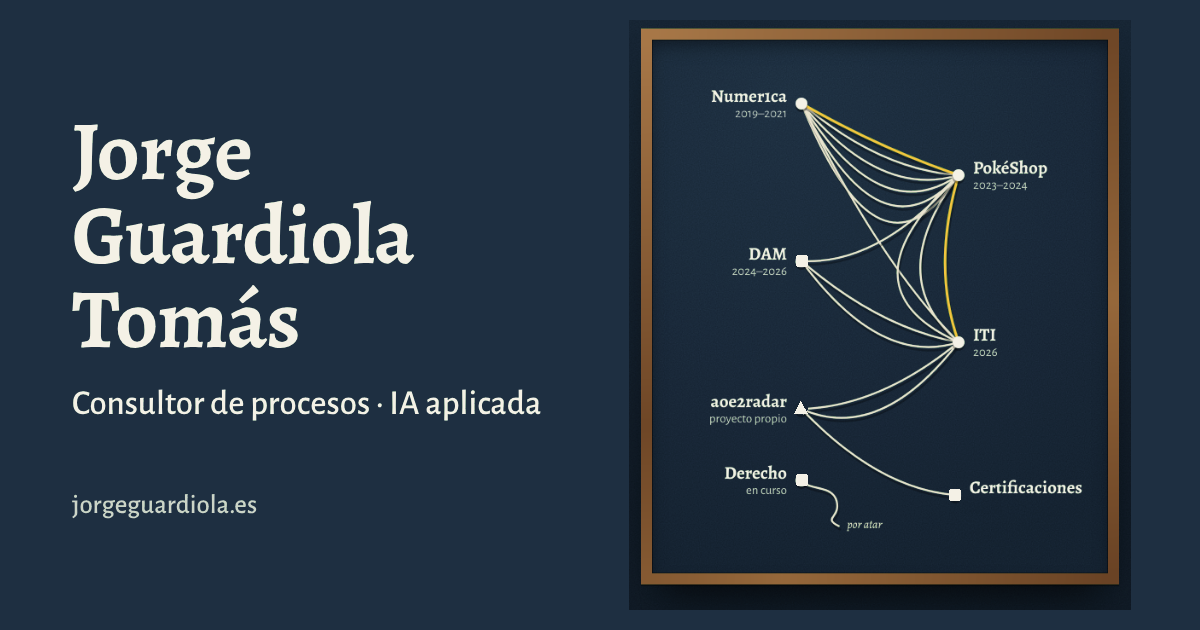 Jorge
Guardiola
Tomás
Consultor de procesos · IA aplicada
jorgeguardiola.es
Numer1ca
2019–2021
PokéShop
2023–2024
DAM
2024–2026
ITI
2026
aoe2radar
proyecto propio
Derecho
en curso
Certificaciones
por atar